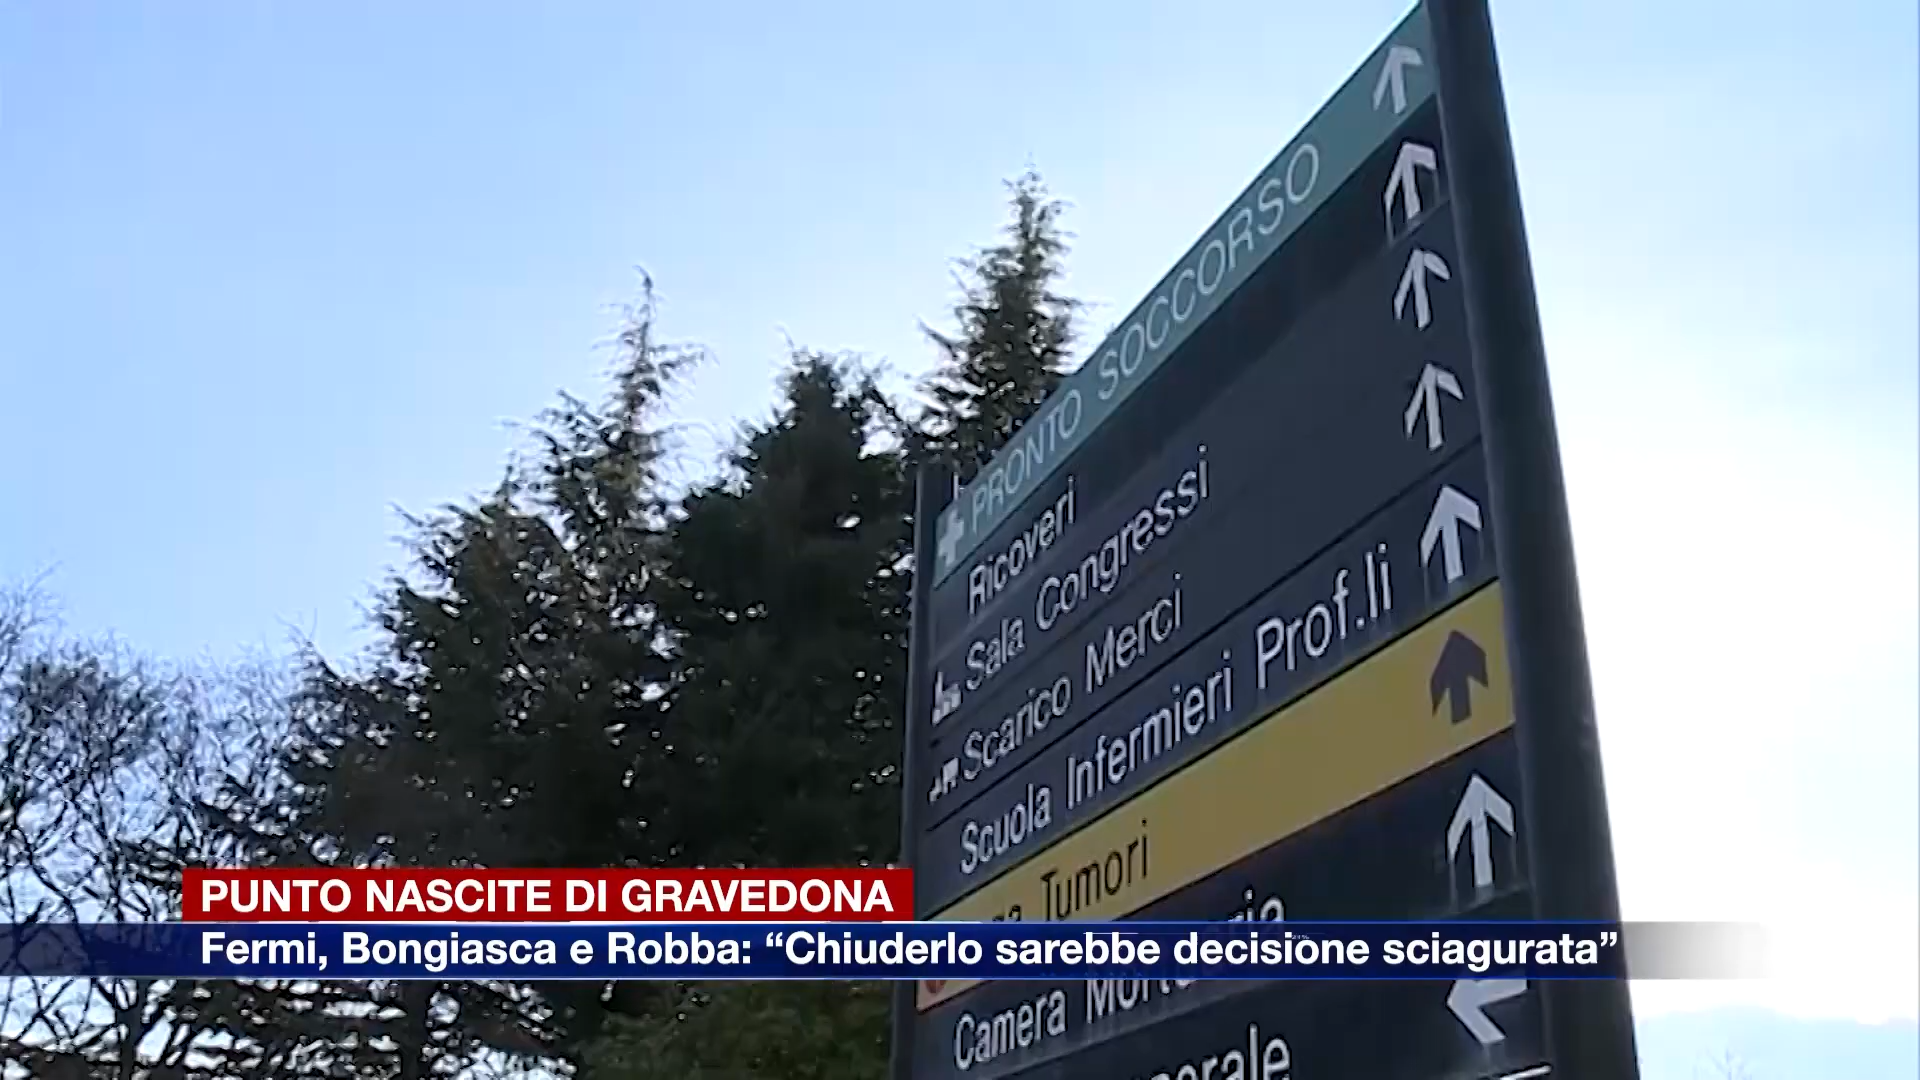 PRONTO SOCCORSO
Ricoveri
Sala Congressi
Scarico Merci
Scuola Infermieri Prof.li
Tumori
Camera Mortuaria
PUNTO NASCITE DI GRAVEDONA
Fermi, Bongiasca e Robba: “Chiuderlo sarebbe decisione sciagurata”